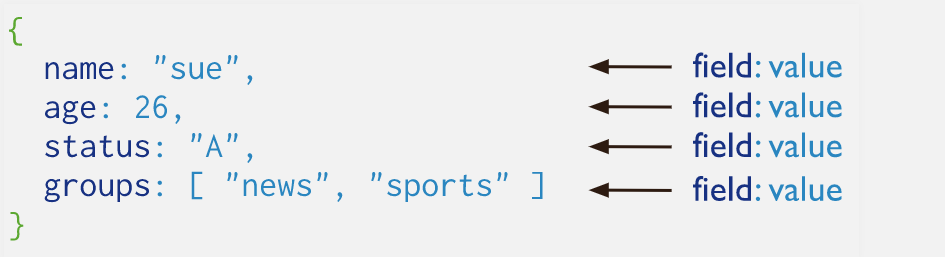 {
name: "sue", field: value
age: 26, field: value
status: "A", field: value
groups: [ "news", "sports" ] field: value
}